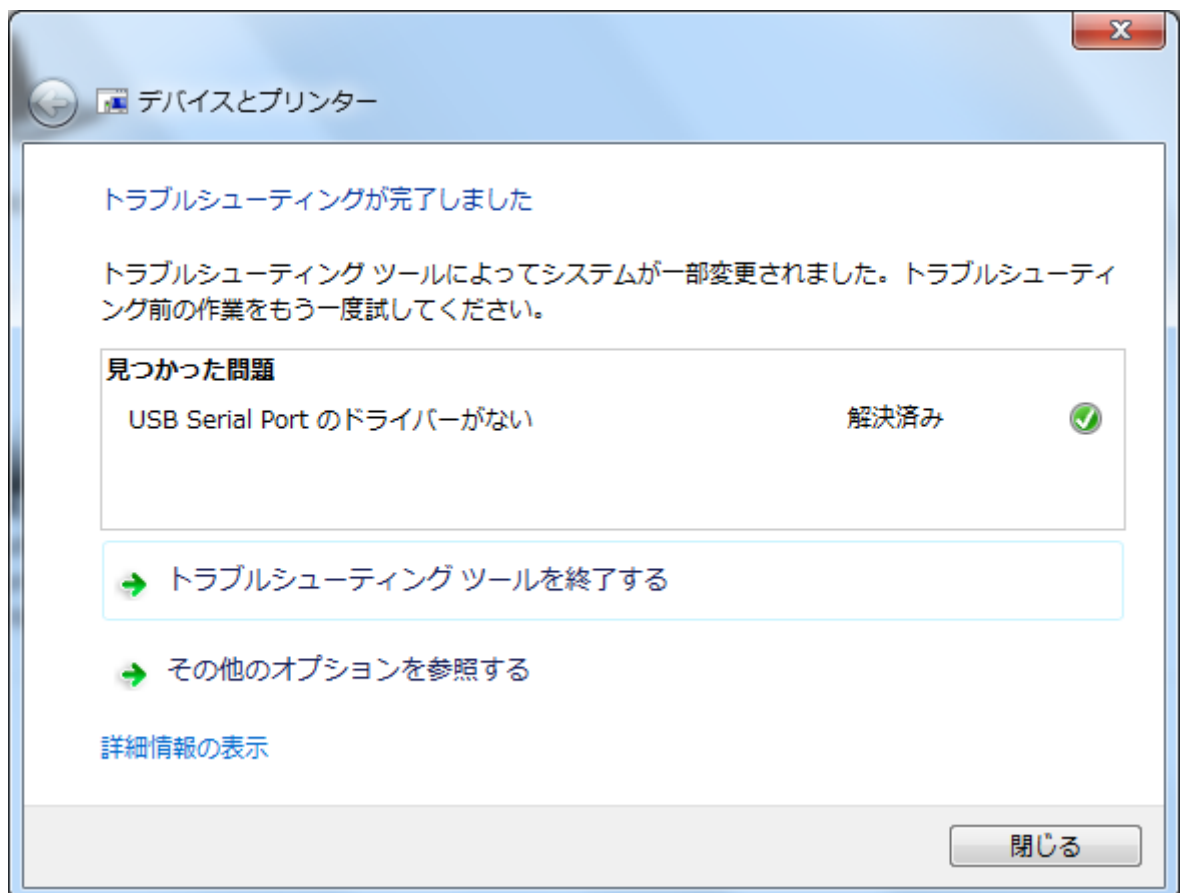 デバイスとプリンター
トラブルシューティングが完了しました
トラブルシューティング ツールによってシステムが一部変更されました。トラブルシューティ
ング前の作業をもう一度試してください。
見つかった問題
USB Serial Port のドライバーがない 解決済み
トラブルシューティング ツールを終了する
その他のオプションを参照する
詳細情報の表示
閉じる